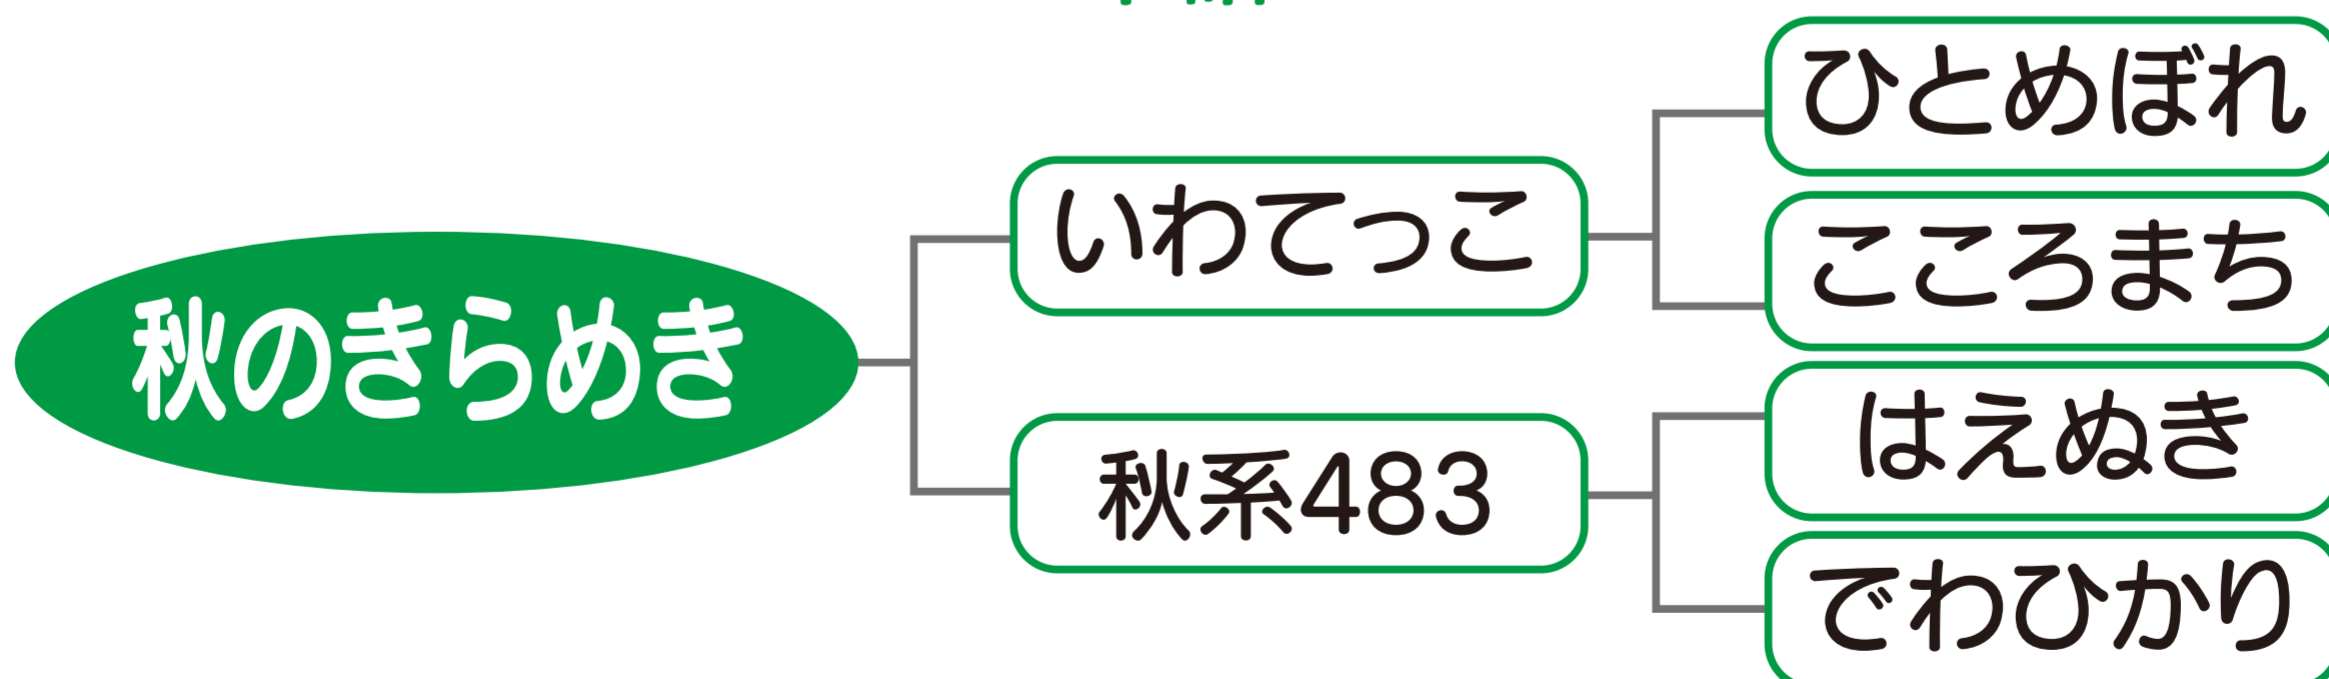 ひとめぼれ
いわてっこ
こころまち
秋のきらめき
はえぬき
秋系483
でわひかり